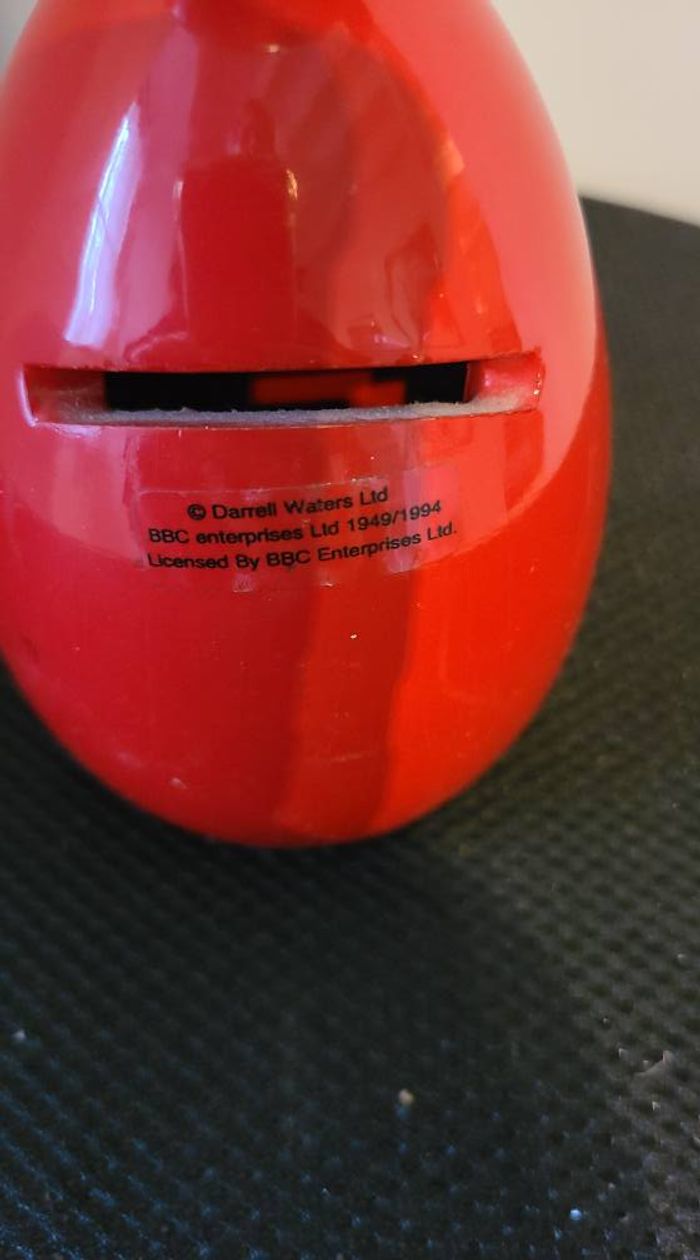 © Darrell Waters Ltd
BBC enterprises Ltd 1949/1994
Licensed By BBC Enterprises Ltd.